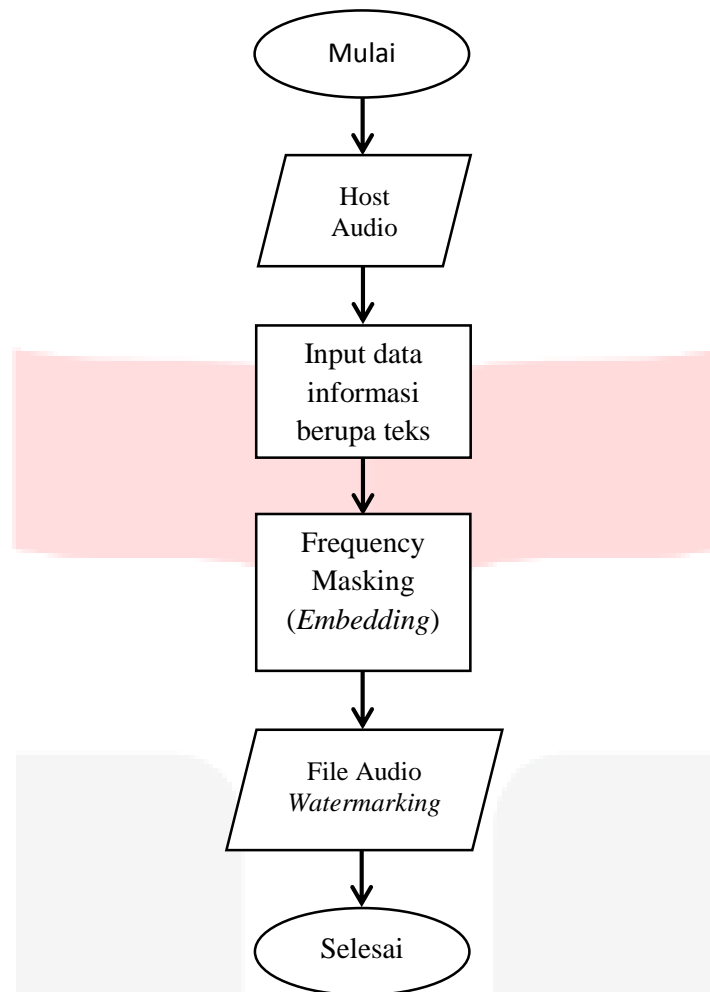 Mulai
Host
Audio
Input data
informasi
berupa teks
Frequency
Masking
(Embedding)
File Audio
Watermarking
Selesai